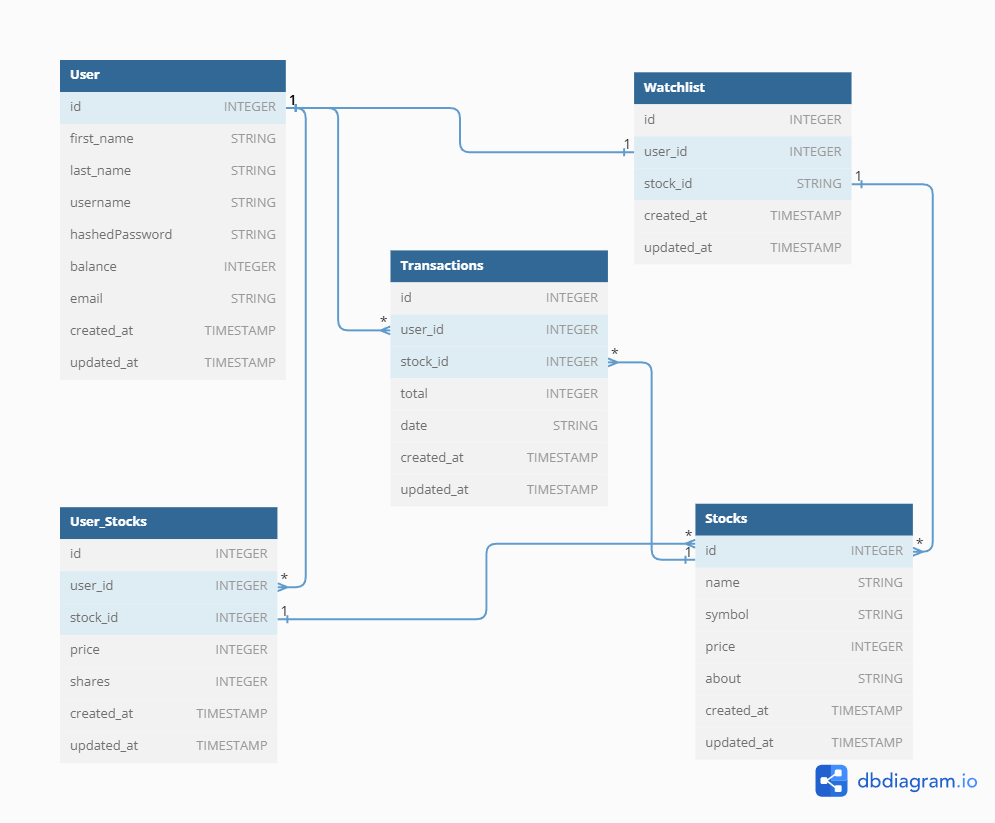 User
id INTEGER
first_name STRING
last_name STRING
username STRING
hashedPassword STRING
balance INTEGER
email STRING
created_at TIMESTAMP
updated_at TIMESTAMP
1
1
Watchlist
id INTEGER
user_id INTEGER
stock_id STRING
created_at TIMESTAMP
updated_at TIMESTAMP
1
Transactions
id INTEGER
user_id INTEGER
stock_id INTEGER
total INTEGER
date STRING
created_at TIMESTAMP
updated_at TIMESTAMP
*
*
User_Stocks
id INTEGER
user_id INTEGER
stock_id INTEGER
price INTEGER
shares INTEGER
created_at TIMESTAMP
updated_at TIMESTAMP
*
1
*
1
Stocks
id INTEGER
name STRING
symbol STRING
price INTEGER
about STRING
created_at TIMESTAMP
updated_at TIMESTAMP
*
dbdiagram.io